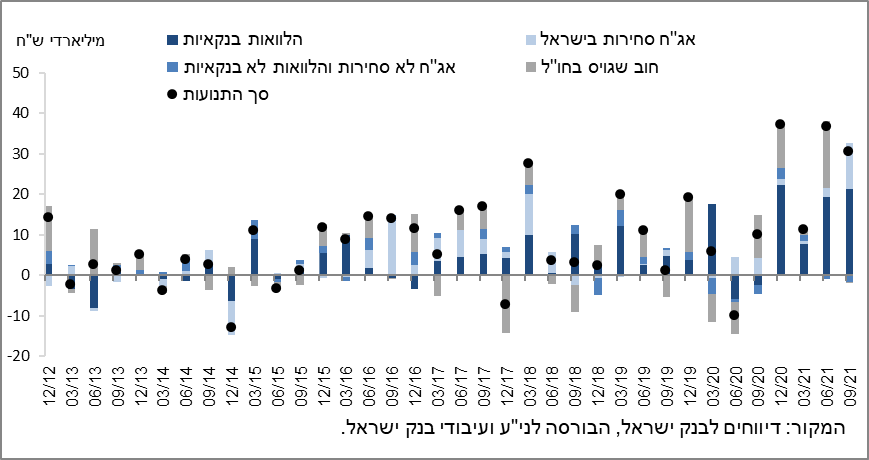 מיליארדי ש"ח
הלוואות בנקאיות
אג"ח סחירות בישראל
אג"ח לא סחירות והלוואות לא בנקאיות
חוב שגויס בחו"ל
סך התנועות
50
40
30
20
10
0
-10
-20
12/12 03/13 06/13 09/13 12/13 03/14 06/14 09/14 12/14 03/15 06/15 09/15 12/15 03/16 06/16 09/16 12/16 03/17 06/17 09/17 12/17 03/18 06/18 09/18 12/18 03/19 06/19 09/19 12/19 03/20 06/20 09/20 12/20 03/21 06/21 09/21
המקור: דיווחים לבנק ישראל, הבורסה לני"ע ועיבודי בנק ישראל.